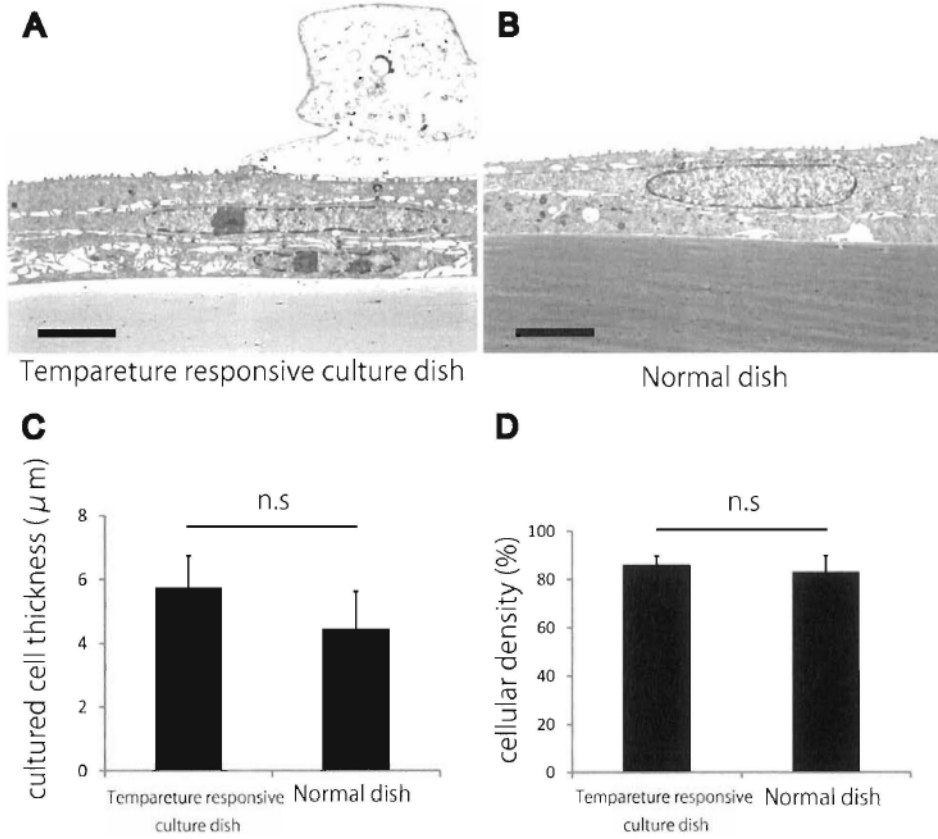 A
B
Tempareture responsive culture dish
Normal dish
C
D
cultured cell thickness (μm)
n.s
8
6
4
2
0
Tempareture responsive
culture dish
Normal dish
cellular density (%)
n.s
100
80
60
40
20
0
Tempareture responsive
culture dish
Normal dish